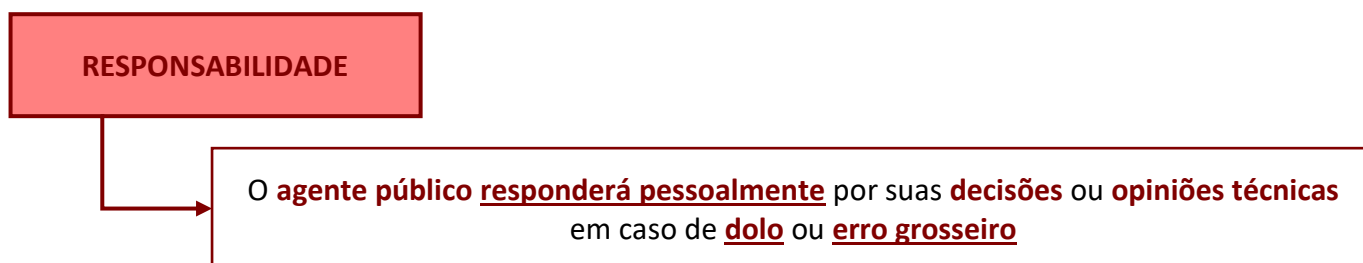 RESPONSABILIDADE
O agente público responderá pessoalmente por suas decisões ou opiniões técnicas
em caso de dolo ou erro grosseiro